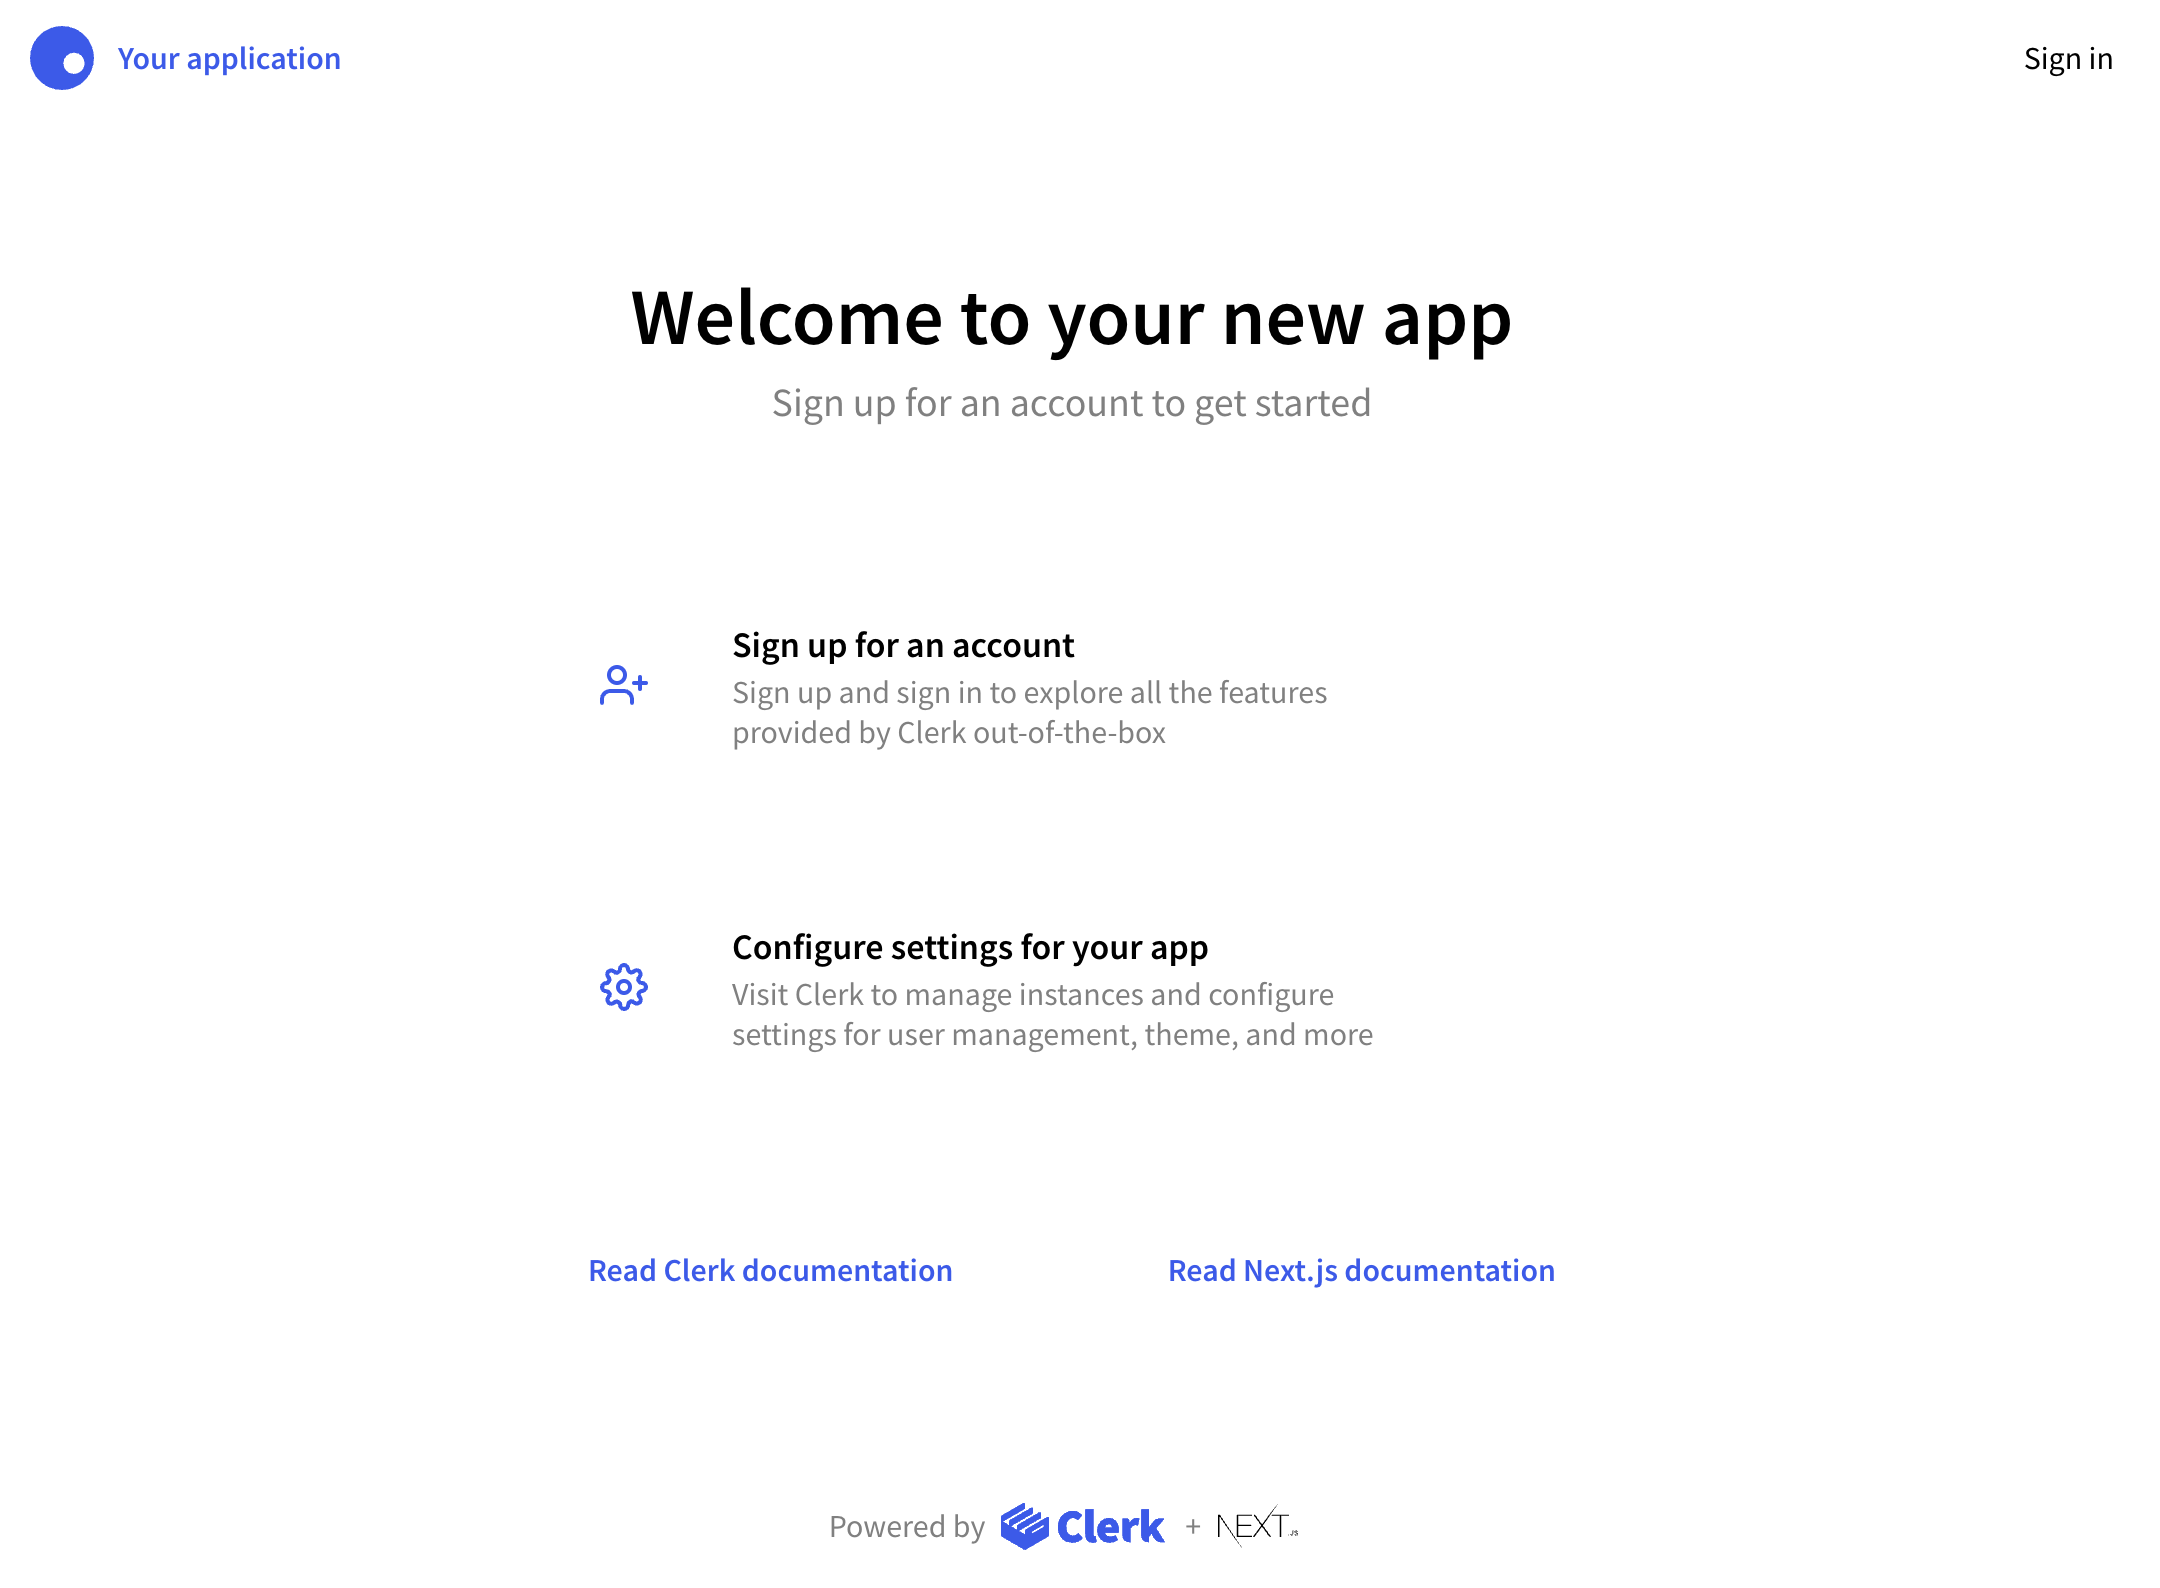 Your application
Sign in
Welcome to your new app
Sign up for an account to get started
Sign up for an account
Sign up and sign in to explore all the features
provided by Clerk out-of-the-box
Configure settings for your app
Visit Clerk to manage instances and configure
settings for user management, theme, and more
Read Clerk documentation
Read Next.js documentation
Powered by Clerk + NEXT.JS